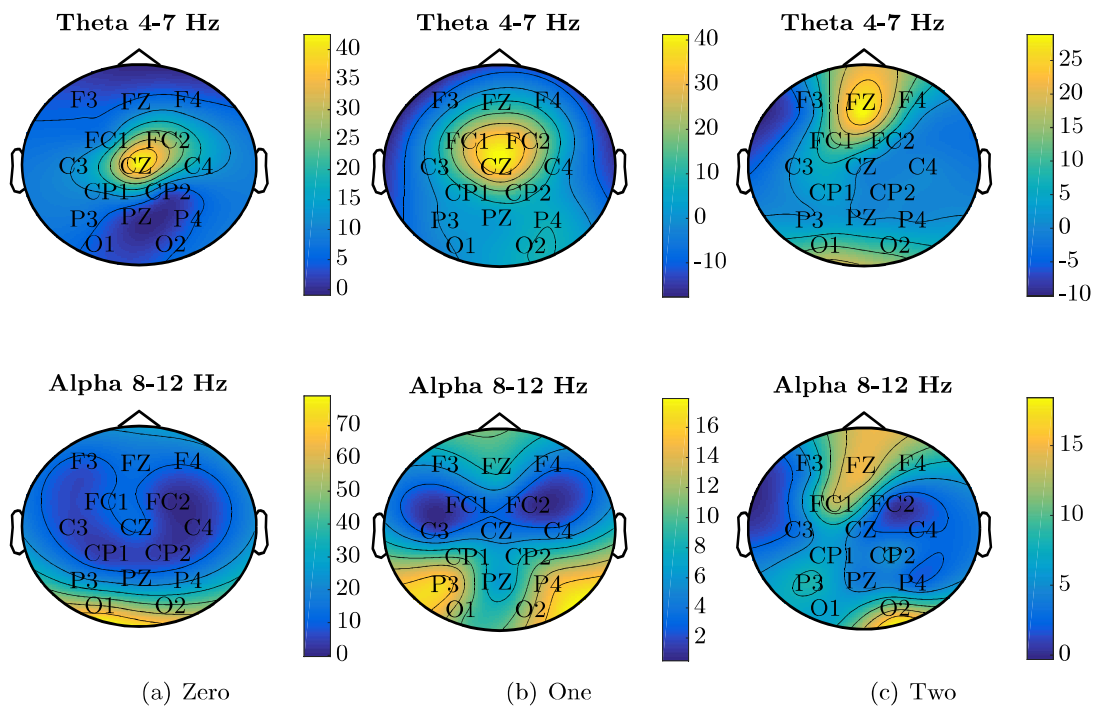 Theta 4-7 Hz Theta 4-7 Hz Theta 4-7 Hz
F3 FZ F4
FC1 FC2
C3 CZ C4
CP1 CP2
P3 PZ P4
O1 O2
40
35
30
25
20
15
10
5
0
F3 FZ F4
FC1 FC2
C3 CZ C4
CP1 CP2
P3 PZ P4
O1 O2
40
30
20
10
0
-10
F3 FZ F4
FC1 FC2
CZ C4
CP1 CP2
P3 PZ P4
O1 O2
25
20
15
10
5
0
-5
-10
Alpha 8-12 Hz Alpha 8-12 Hz Alpha 8-12 Hz
F3 FZ F4
FC1 FC2
C3 CZ C4
CP1 CP2
P3 PZ P4
O1 O2
70
60
50
40
30
20
10
0
F3 FZ F4
FC1 FC2
C3 CZ C4
CP1 CP2
P3 PZ P4
O1 O2
16
14
12
10
8
6
4
2
F3 FZ F4
FC1 FC2
C3 CZ C4
CP1 CP2
P3 PZ P4
O1 O2
15
10
5
0
(a) Zero (b) One (c) Two